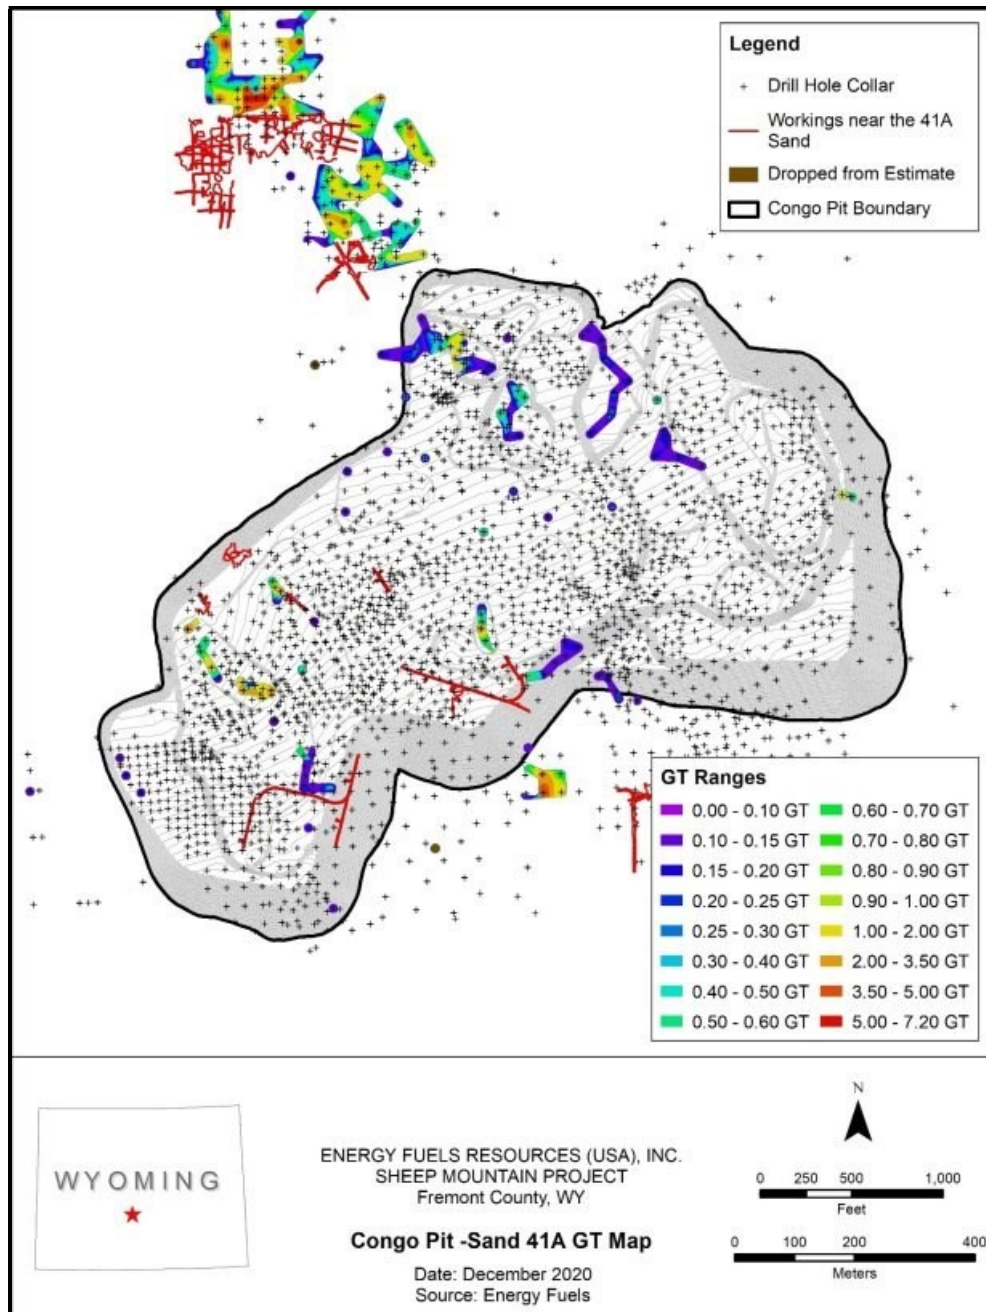 Legend
Drill Hole Collar
Workings near the 41A
Sand
Dropped from Estimate
Congo Pit Boundary
GT Ranges
0.00 - 0.10 GT
0.10 - 0.15 GT
0.15 - 0.20 GT
0.20 - 0.25 GT
0.25 - 0.30 GT
0.30 - 0.40 GT
0.40 - 0.50 GT
0.50 - 0.60 GT
0.60 - 0.70 GT
0.70 - 0.80 GT
0.80 - 0.90 GT
0.90 - 1.00 GT
1.00 - 2.00 GT
2.00 - 3.50 GT
3.50 - 5.00 GT
5.00 - 7.20 GT
WYOMING
ENERGY FUELS RESOURCES (USA), INC.
SHEEP MOUNTAIN PROJECT
Fremont County, WY
Congo Pit -Sand 41A GT Map
Date: December 2020
Source: Energy Fuels
N
0 250 500 1,000
Feet
0 100 200 400
Meters